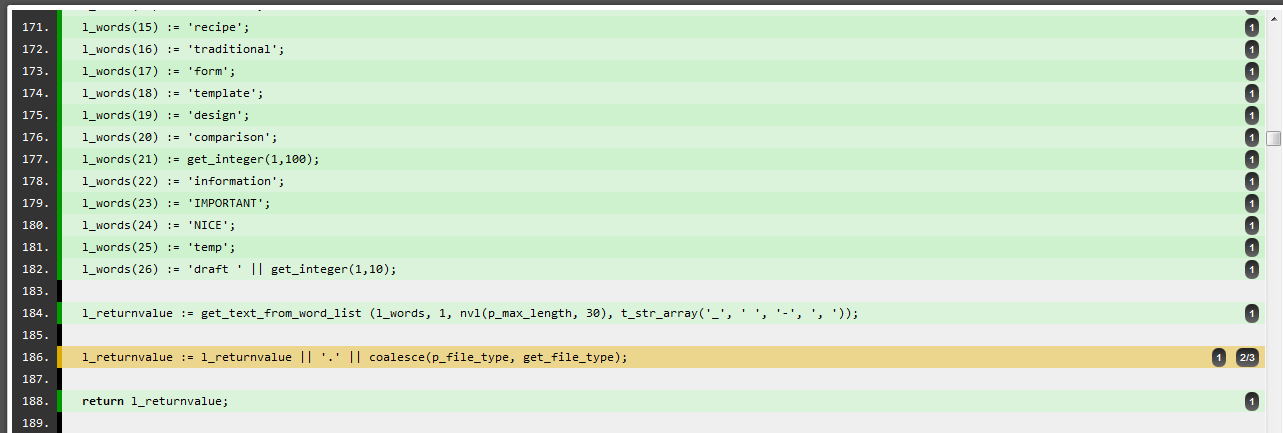 171. l_words(15) := 'recipe'; 1
172. l_words(16) := 'traditional'; 1
173. l_words(17) := 'form'; 1
174. l_words(18) := 'template'; 1
175. l_words(19) := 'design'; 1
176. l_words(20) := 'comparison'; 1
177. l_words(21) := get_integer(1,100); 1
178. l_words(22) := 'information'; 1
179. l_words(23) := 'IMPORTANT'; 1
180. l_words(24) := 'NICE'; 1
181. l_words(25) := 'temp'; 1
182. l_words(26) := 'draft ' || get_integer(1,10); 1
183.
184. l_returnvalue := get_text_from_word_list (l_words, 1, nvl(p_max_length, 30), t_str_array('_', ' ', '-', ', ')); 1
185.
186. l_returnvalue := l_returnvalue || '.' || coalesce(p_file_type, get_file_type); 1 2/3
187.
188. return l_returnvalue; 1
189.